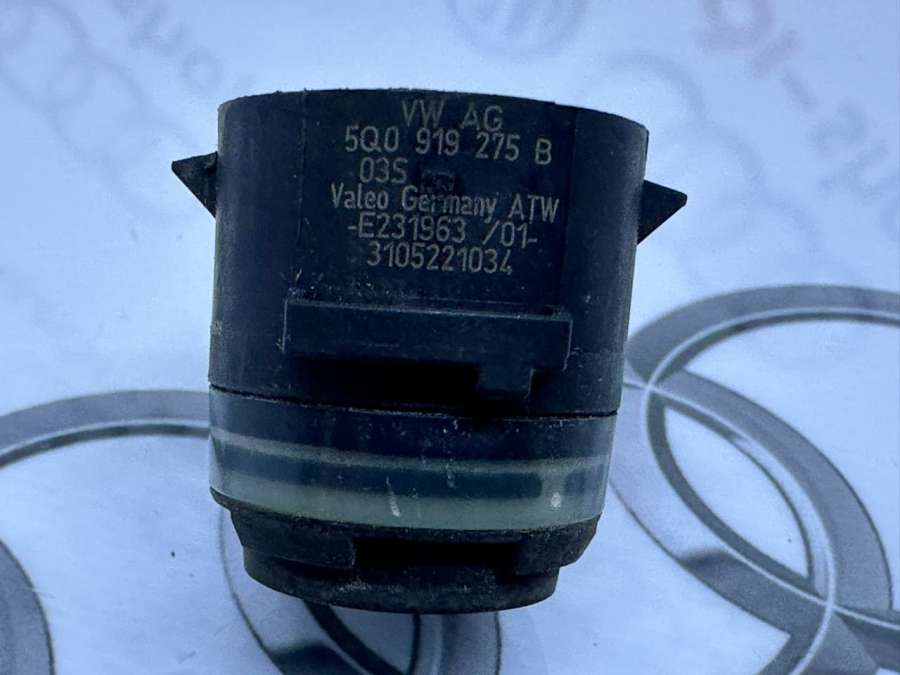 VW AG
5Q0 919 275 B
03S
Valeo Germany ATW
-E231963 /01-
3105221034